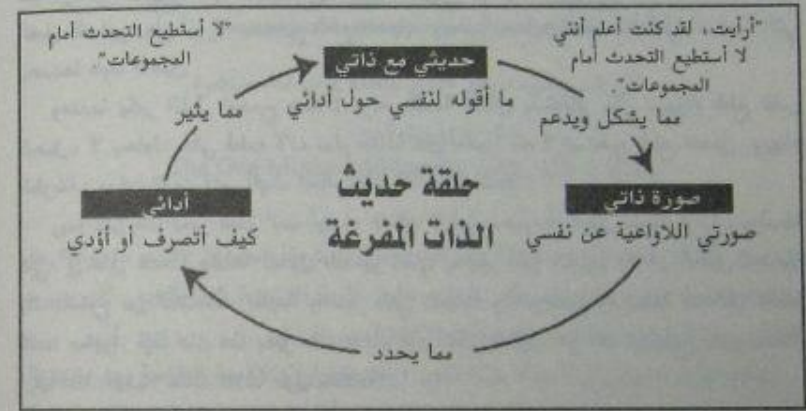 "لا أستطيع التحدث أمام
المجموعات".
"أرأيت، لقد كنت أعلم أنني
لا أستطيع التحدث أمام
المجموعات".
حديثي مع ذاتي
ما أقوله لنفسي حول أدائي
مما يثير
مما يشكل ويدعم
حلقة حديث
الذات المفرغة
صورة ذاتي
صورتي اللاواعية عن نفسي
أدائي
كيف أتصرف أو أؤدي
مما يحدد